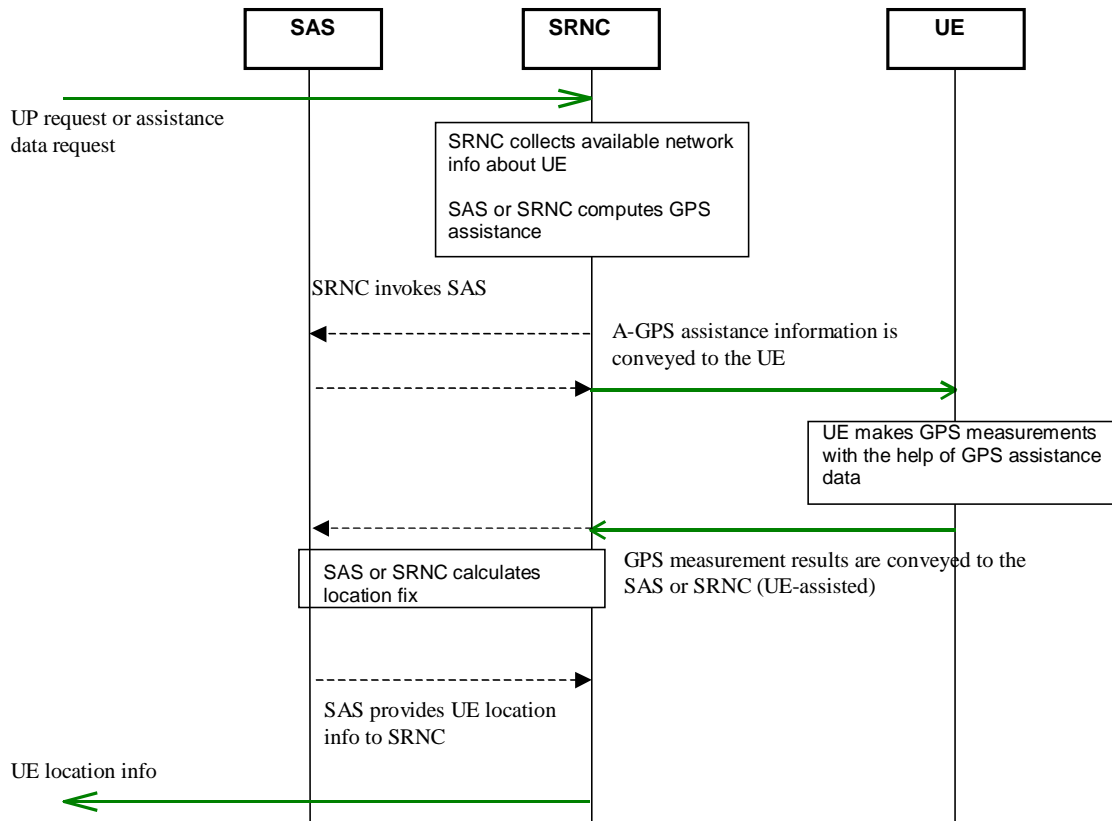 SAS
SRNC
UE
UP request or assistance
data request
SRNC collects available network
info about UE
SAS or SRNC computes GPS
assistance
SRNC invokes SAS
A-GPS assistance information is
conveyed to the UE
UE makes GPS measurements
with the help of GPS assistance
data
GPS measurement results are conveyed to the
SAS or SRNC (UE-assisted)
SAS or SRNC calculates
location fix
SAS provides UE location
info to SRNC
UE location info